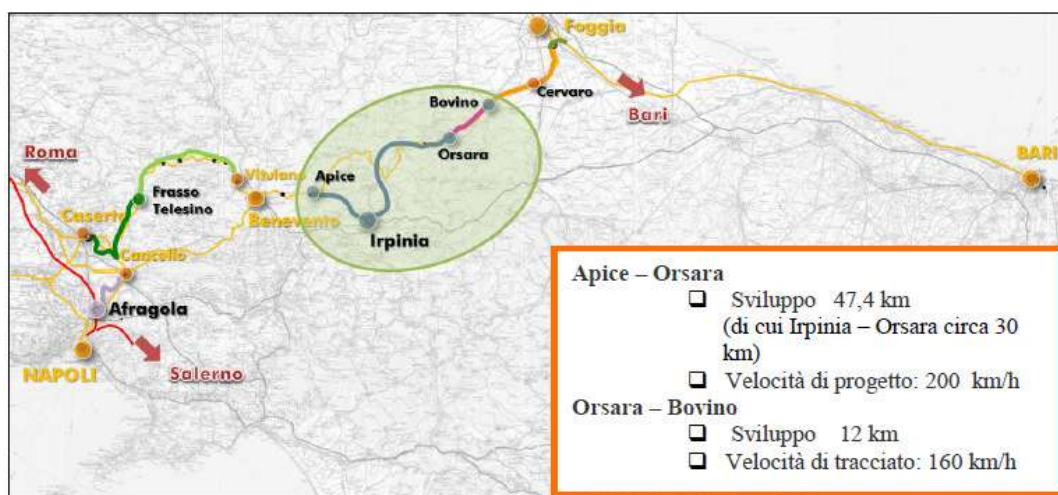 Foggia
Bovino
Cervaro
Bari
Orsara
Roma
Vitulano
Apice
BARI
Frasso
Telesino
Benevento
Caserta
Irpinia
Cancello
Afragola
NAPOLI
Salerno
Apice – Orsara
❑ Sviluppo 47,4 km
(di cui Irpinia – Orsara circa 30
km)
❑ Velocità di progetto: 200 km/h
Orsara – Bovino
❑ Sviluppo 12 km
❑ Velocità di tracciato: 160 km/h